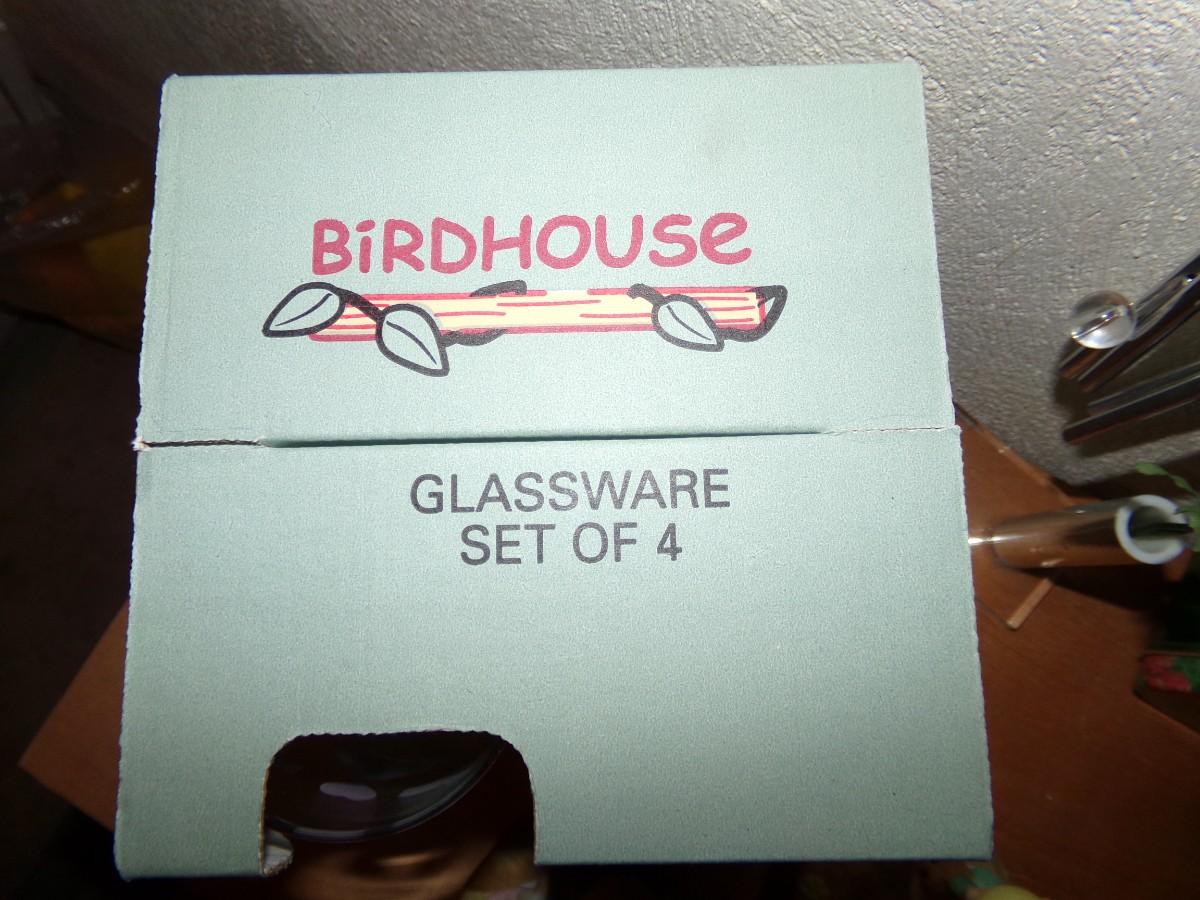 BiRDHOUSe
GLASSWARE
SET OF 4